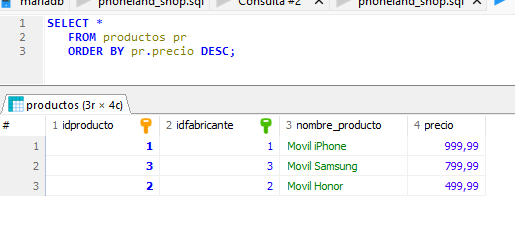 mariadb
phoneland_shop.sql
Consulta #2
phoneland_shop.sql
1 SELECT *
2 FROM productos pr
3 ORDER BY pr.precio DESC;
productos (3r × 4c)
# 1 idproducto 2 idfabricante 3 nombre_producto 4 precio
1 1 1 Movil iPhone 999,99
2 3 3 Movil Samsung 799,99
3 2 2 Movil Honor 499,99